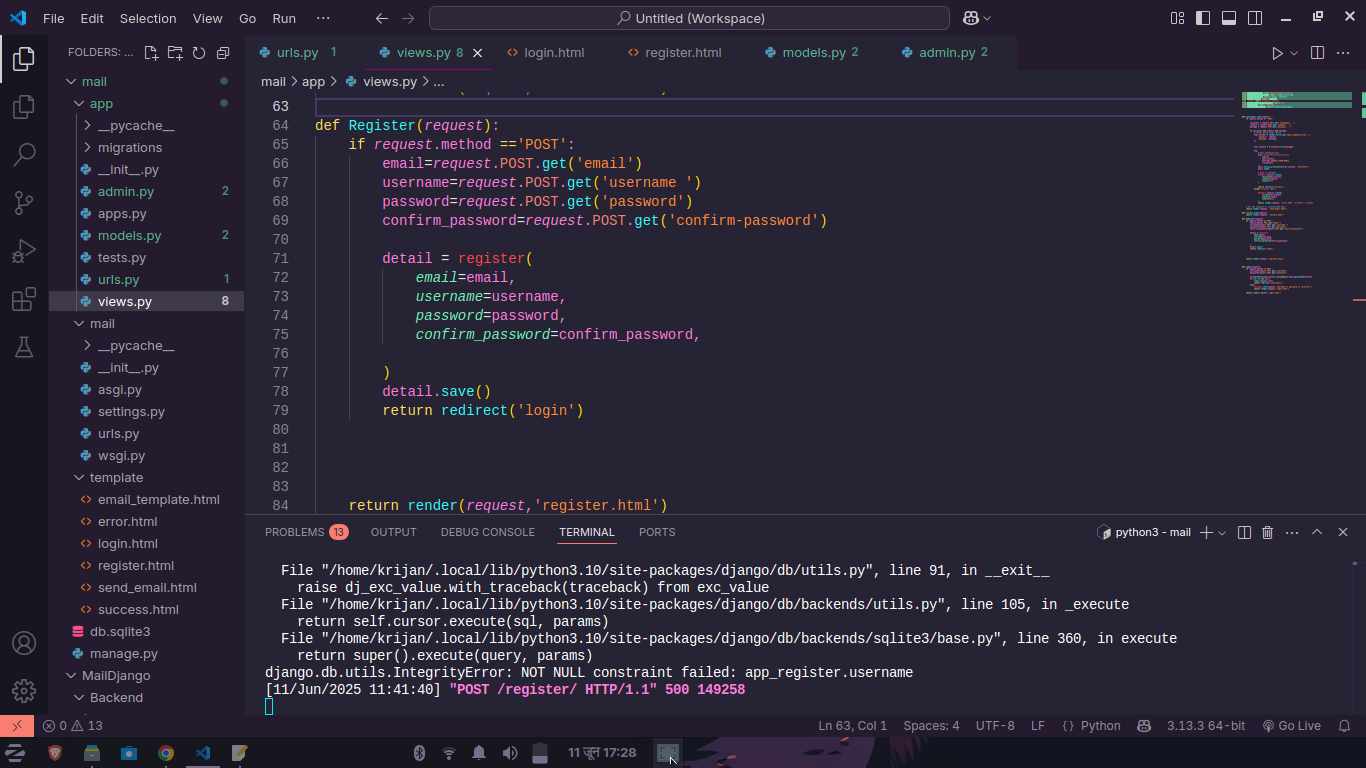 File Edit Selection View Go Run ··· Untitled (Workspace)
FOLDERS: ...
urls.py 1 views.py 8 login.html register.html models.py 2 admin.py 2
mail > app > views.py > ...
mail
app
__pycache__
migrations
__init__.py
admin.py 2
apps.py
models.py 2
tests.py
urls.py 1
views.py 8
mail
__pycache__
__init__.py
asgi.py
settings.py
urls.py
wsgi.py
template
email_template.html
error.html
login.html
register.html
send_email.html
success.html
db.sqlite3
manage.py
MailDjango
Backend
63
64 def Register(request):
65 if request.method =='POST':
66 email=request.POST.get('email')
67 username=request.POST.get('username ')
68 password=request.POST.get('password')
69 confirm_password=request.POST.get('confirm-password')
70
71 detail = register(
72 email=email,
73 username=username,
74 password=password,
75 confirm_password=confirm_password,
76
77 )
78 detail.save()
79 return redirect('login')
80
81
82
83
84 return render(request,'register.html')
PROBLEMS 13 OUTPUT DEBUG CONSOLE TERMINAL PORTS python3 - mail
File "/home/krijan/.local/lib/python3.10/site-packages/django/db/utils.py", line 91, in __exit__
raise dj_exc_value.with_traceback(traceback) from exc_value
File "/home/krijan/.local/lib/python3.10/site-packages/django/db/backends/utils.py", line 105, in _execute
return self.cursor.execute(sql, params)
File "/home/krijan/.local/lib/python3.10/site-packages/django/db/backends/sqlite3/base.py", line 360, in execute
return super().execute(query, params)
django.db.utils.IntegrityError: NOT NULL constraint failed: app_register.username
[11/Jun/2025 11:41:40] "POST /register/ HTTP/1.1" 500 149258
0 13 Ln 63, Col 1 Spaces: 4 UTF-8 LF { } Python 3.13.3 64-bit Go Live
11 जून 17:28